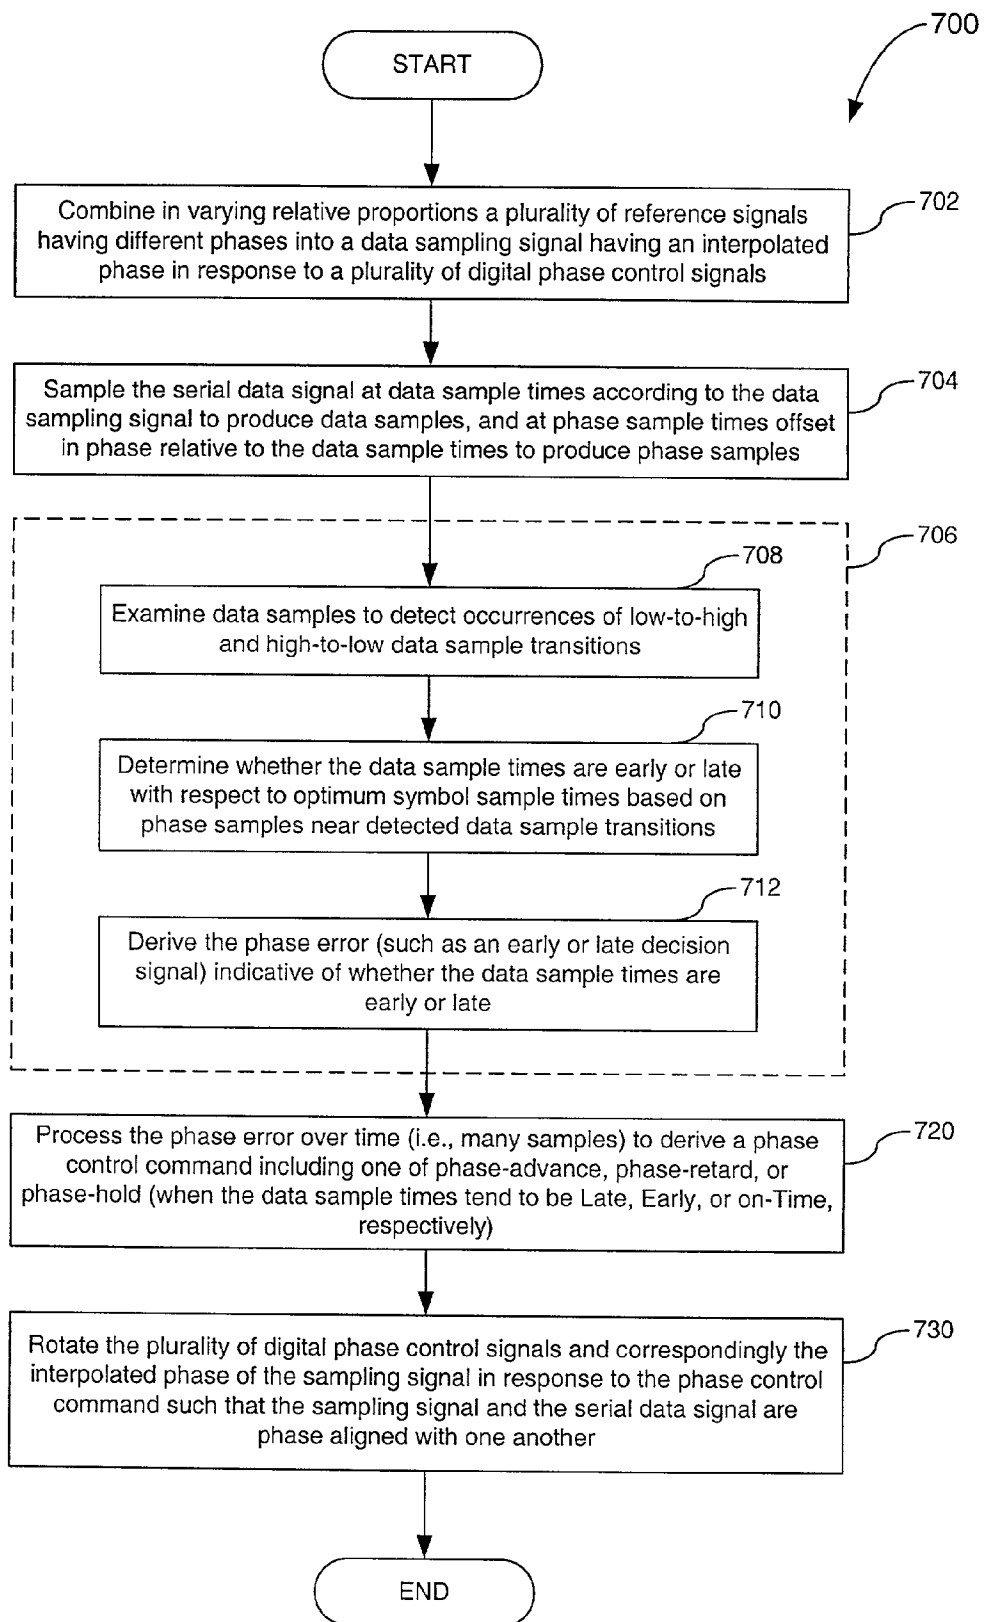 700
START
702
Combine in varying relative proportions a plurality of reference signals
having different phases into a data sampling signal having an interpolated
phase in response to a plurality of digital phase control signals
704
Sample the serial data signal at data sample times according to the data
sampling signal to produce data samples, and at phase sample times offset
in phase relative to the data sample times to produce phase samples
706
708
Examine data samples to detect occurrences of low-to-high
and high-to-low data sample transitions
710
Determine whether the data sample times are early or late
with respect to optimum symbol sample times based on
phase samples near detected data sample transitions
712
Derive the phase error (such as an early or late decision
signal) indicative of whether the data sample times are
early or late
720
Process the phase error over time (i.e., many samples) to derive a phase
control command including one of phase-advance, phase-retard, or
phase-hold (when the data sample times tend to be Late, Early, or on-Time,
respectively)
730
Rotate the plurality of digital phase control signals and correspondingly the
interpolated phase of the sampling signal in response to the phase control
command such that the sampling signal and the serial data signal are
phase aligned with one another
END